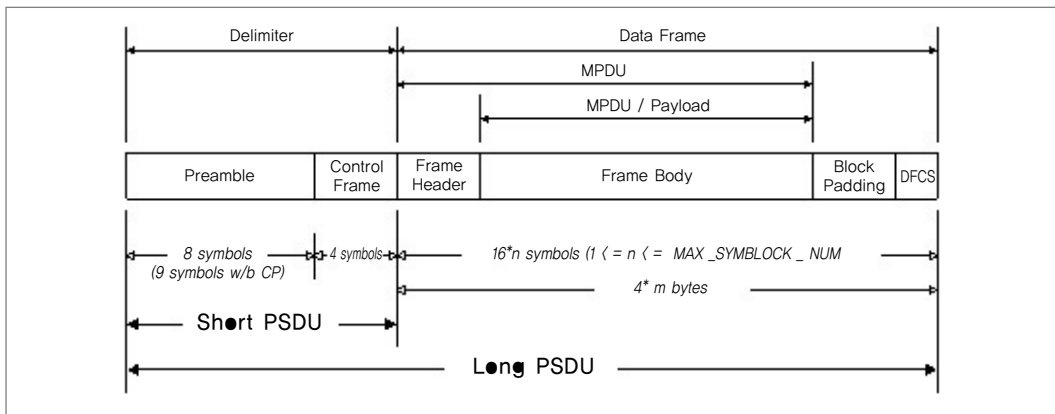 Delimiter
Data Frame
MPDU
MPDU / Payload
Preamble
Control
Frame
Frame
Header
Frame Body
Block
Padding
DFCS
8 symbols
(9 symbols w/b CP)
4 symbols
16*n symbols (1 〈 = n 〈 = MAX _SYMBLOCK _ NUM
4* m bytes
Short PSDU
Long PSDU